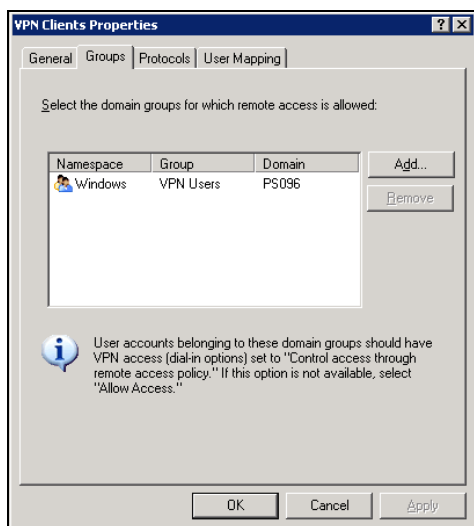 VPN Clients Properties
General Groups Protocols User Mapping
Select the domain groups for which remote access is allowed:
Namespace Group Domain
Windows VPN Users PS096
Add...
Remove
User accounts belonging to these domain groups should have
VPN access (dial-in options) set to "Control access through
remote access policy." If this option is not available, select
"Allow Access."
OK Cancel Apply